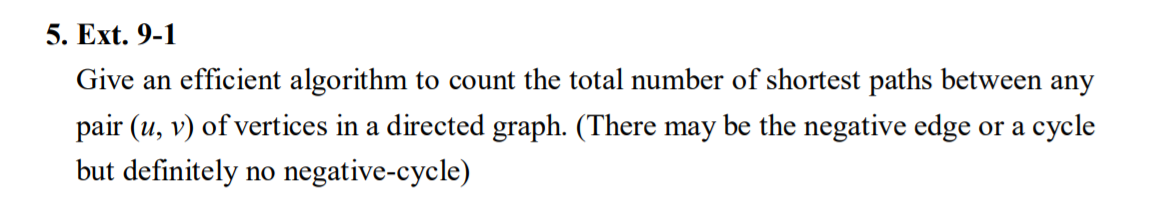 5. Ext. 9-1
Give an efficient algorithm to count the total number of shortest paths between any
pair (u, v) of vertices in a directed graph. (There may be the negative edge or a cycle
but definitely no negative-cycle)